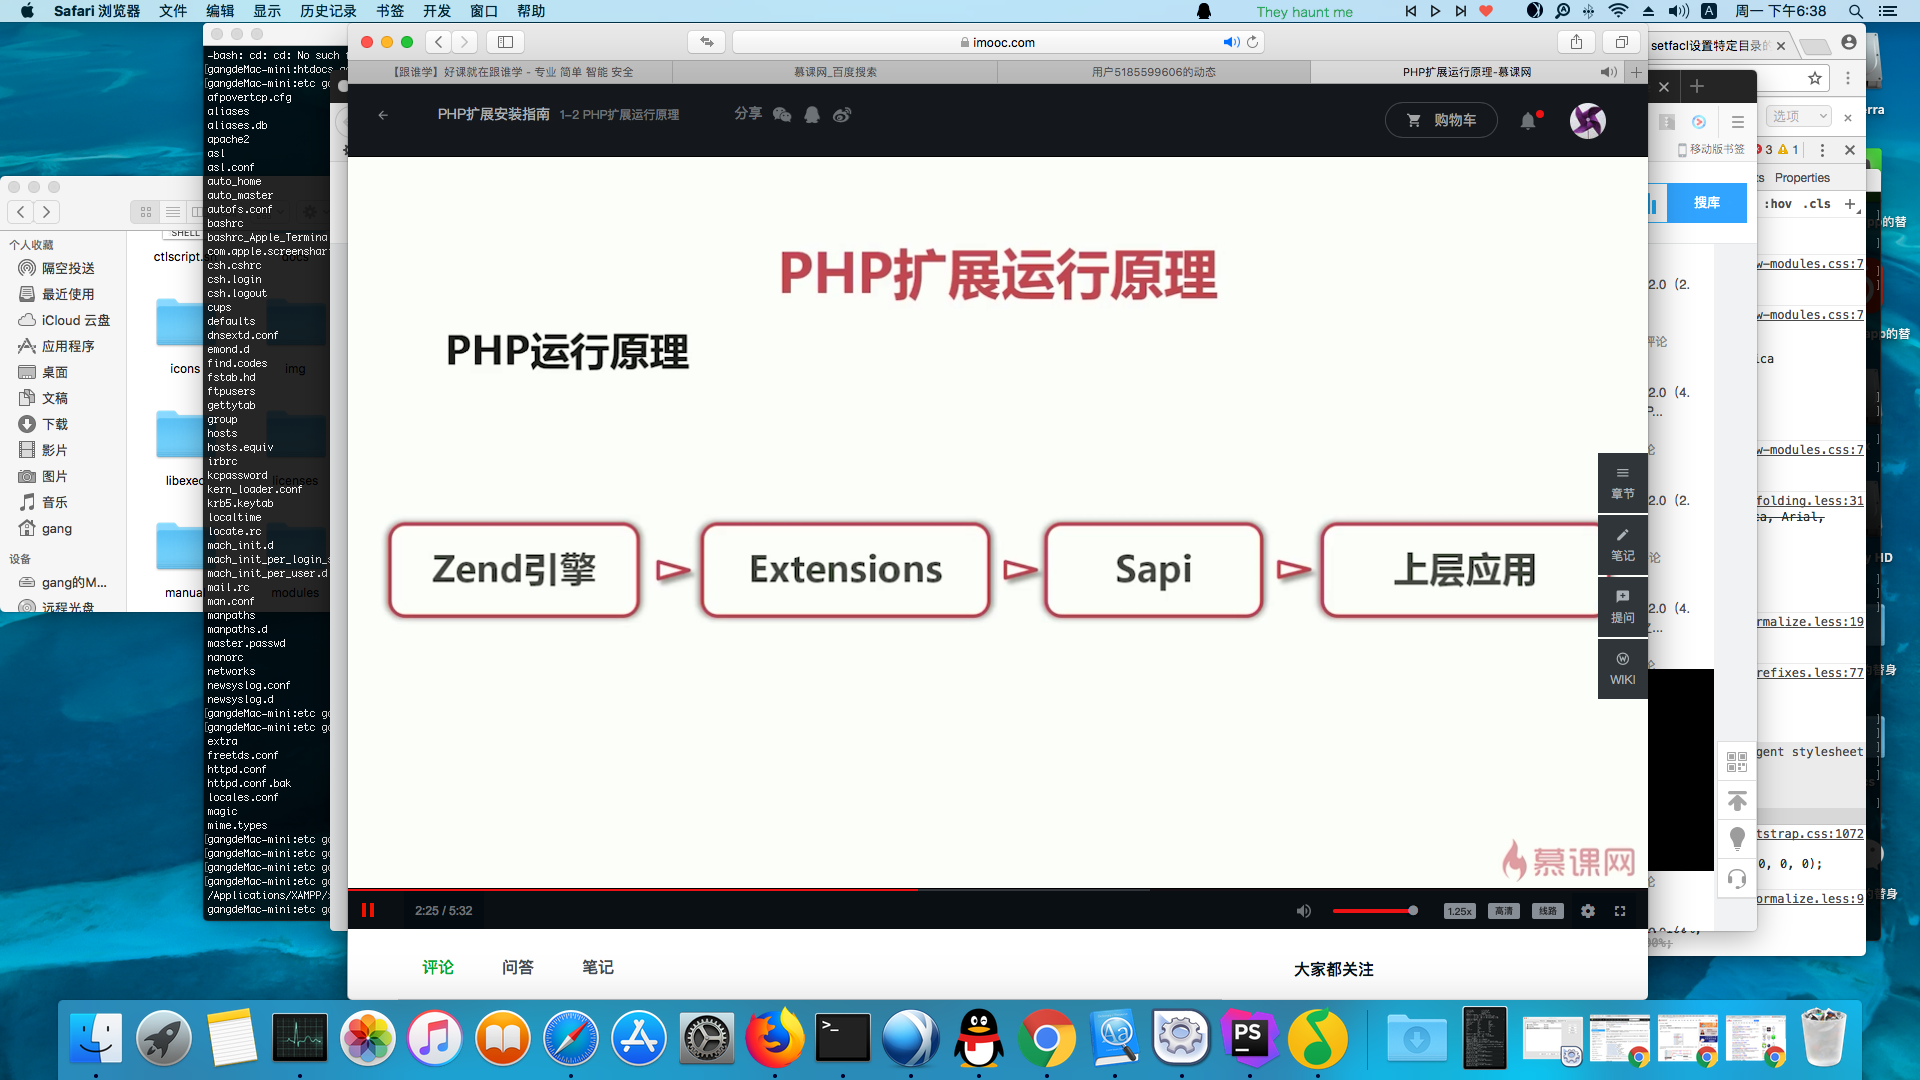 Safari 浏览器 文件 编辑 显示 历史记录 书签 开发 窗口 帮助
They haunt me
周一 下午6:38
-bash: cd: cd: No such
[gangdeMac-mini:htdocs
[gangdeMac-mini:etc
afpovertcp.cfg
aliases
aliases.db
apache2
asl
asl.conf
auto_home
auto_master
autofs.conf
bashrc
bashrc_Apple_Termina
com.apple.screenshar
csh.cshrc
csh.login
csh.logout
cups
defaults
dnsextd.conf
emond.d
find.codes
fstab.hd
ftpusers
gettytab
group
hosts
hosts.equiv
irbrc
kcpassword
kern_loader.conf
krb5.keytab
localtime
locate.rc
mach_init.d
mach_init_per_login_s
mach_init_per_user.d
mail.rc
man.conf
manpaths
manpaths.d
master.passwd
nanorc
networks
newsyslog.conf
newsyslog.d
[gangdeMac-mini:etc
[gangdeMac-mini:etc
extra
freetds.conf
httpd.conf
httpd.conf.bak
locales.conf
magic
mime.types
[gangdeMac-mini:etc
[gangdeMac-mini:etc
[gangdeMac-mini:etc
[gangdeMac-mini:etc
/Applications/XAMPP/
gangdeMac-mini:etc
个人收藏
隔空投送
最近使用
iCloud 云盘
应用程序
桌面
文稿
下载
影片
图片
音乐
gang
设备
gang的M...
远程光盘
SHELL
ctlscript.
icons
img
libexec
licenses
manua
modules
imooc.com
【跟谁学】好课就在跟谁学 - 专业 简单 智能 安全
慕课网_百度搜索
用户5185599606的动态
PHP扩展运行原理-慕课网
PHP扩展安装指南 1-2 PHP扩展运行原理 分享
购物车
PHP扩展运行原理
PHP运行原理
Zend引擎
Extensions
Sapi
上层应用
章节
笔记
提问
WIKI
慕课网
2:25 / 5:32
1.25x 高清 线路
评论 问答 笔记
大家都关注
setfacl设置特定目录的
选项
移动版书签
3 1
Properties
:hov .cls
搜库
w-modules.css:7
w-modules.css:7
w-modules.css:7
folding.less:31
Arial,
rmalize.less:19
refixes.less:77
gent stylesheet
tstrap.css:1072
0, 0, 0);
ormalize.less:9
2.0（2.
2.0（4.
2.0（2.
2.0（4.